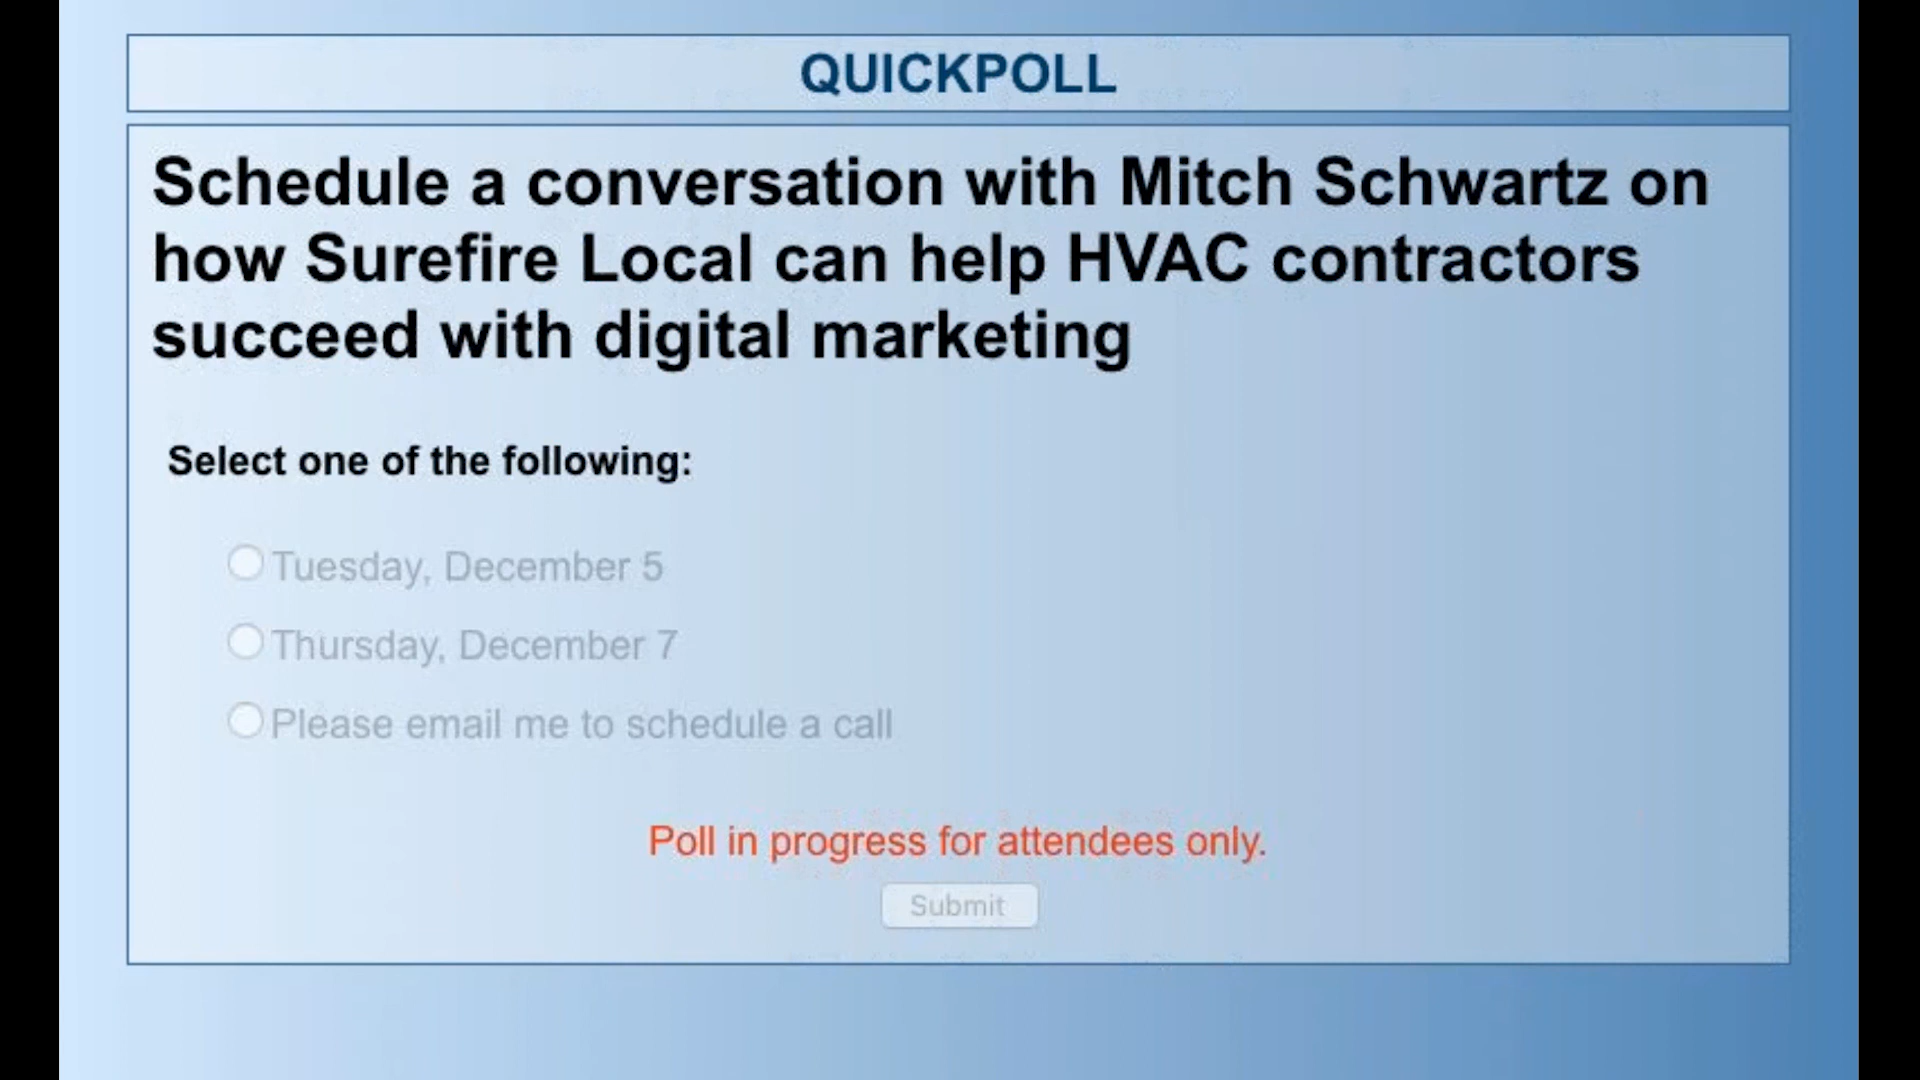 QUICKPOLL
Schedule a conversation with Mitch Schwartz on
how Surefire Local can help HVAC contractors
succeed with digital marketing
Select one of the following:
Tuesday, December 5
Thursday, December 7
Please email me to schedule a call
Poll in progress for attendees only.
Submit